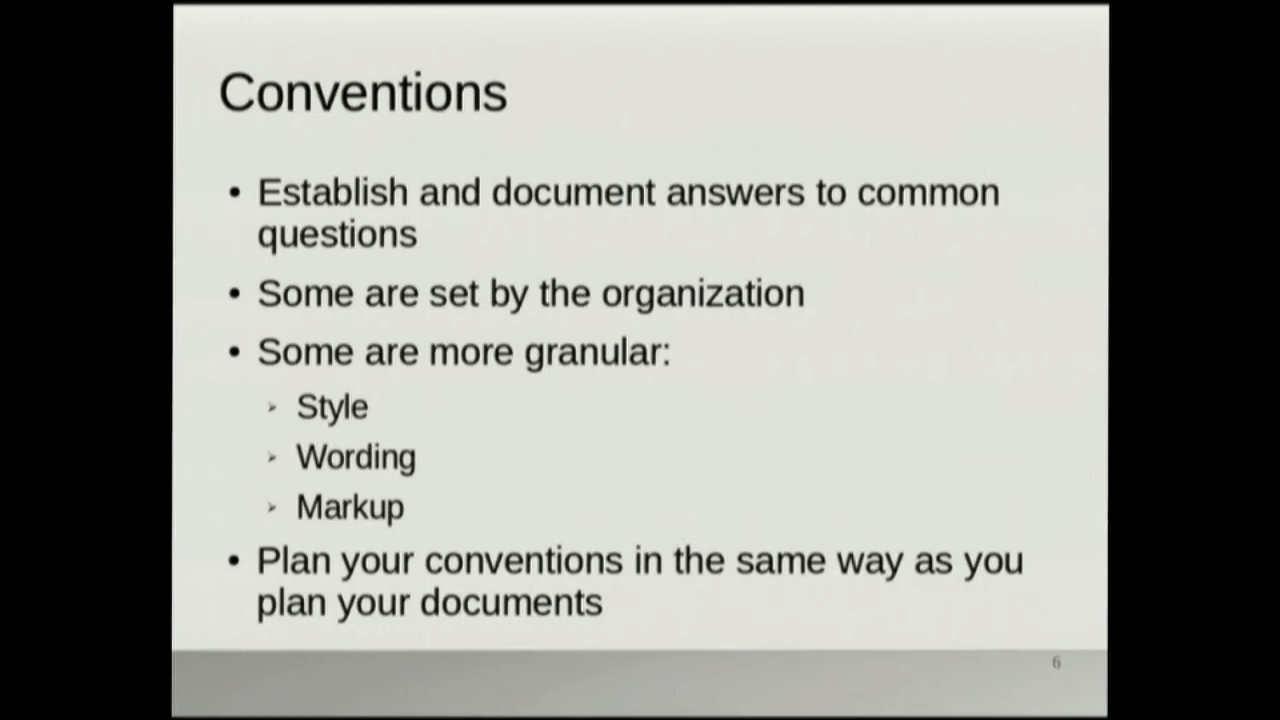 Conventions
• Establish and document answers to common
questions
• Some are set by the organization
• Some are more granular:
➢ Style
➢ Wording
➢ Markup
• Plan your conventions in the same way as you
plan your documents
6